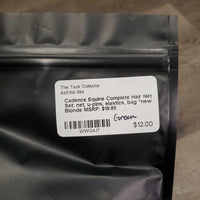 The Tack Collector
Cadence Equine Complete Hair Net
Set: net, u-pins, elastics, bag *new
Blonde MSRP: $19.95
Green
$12.00